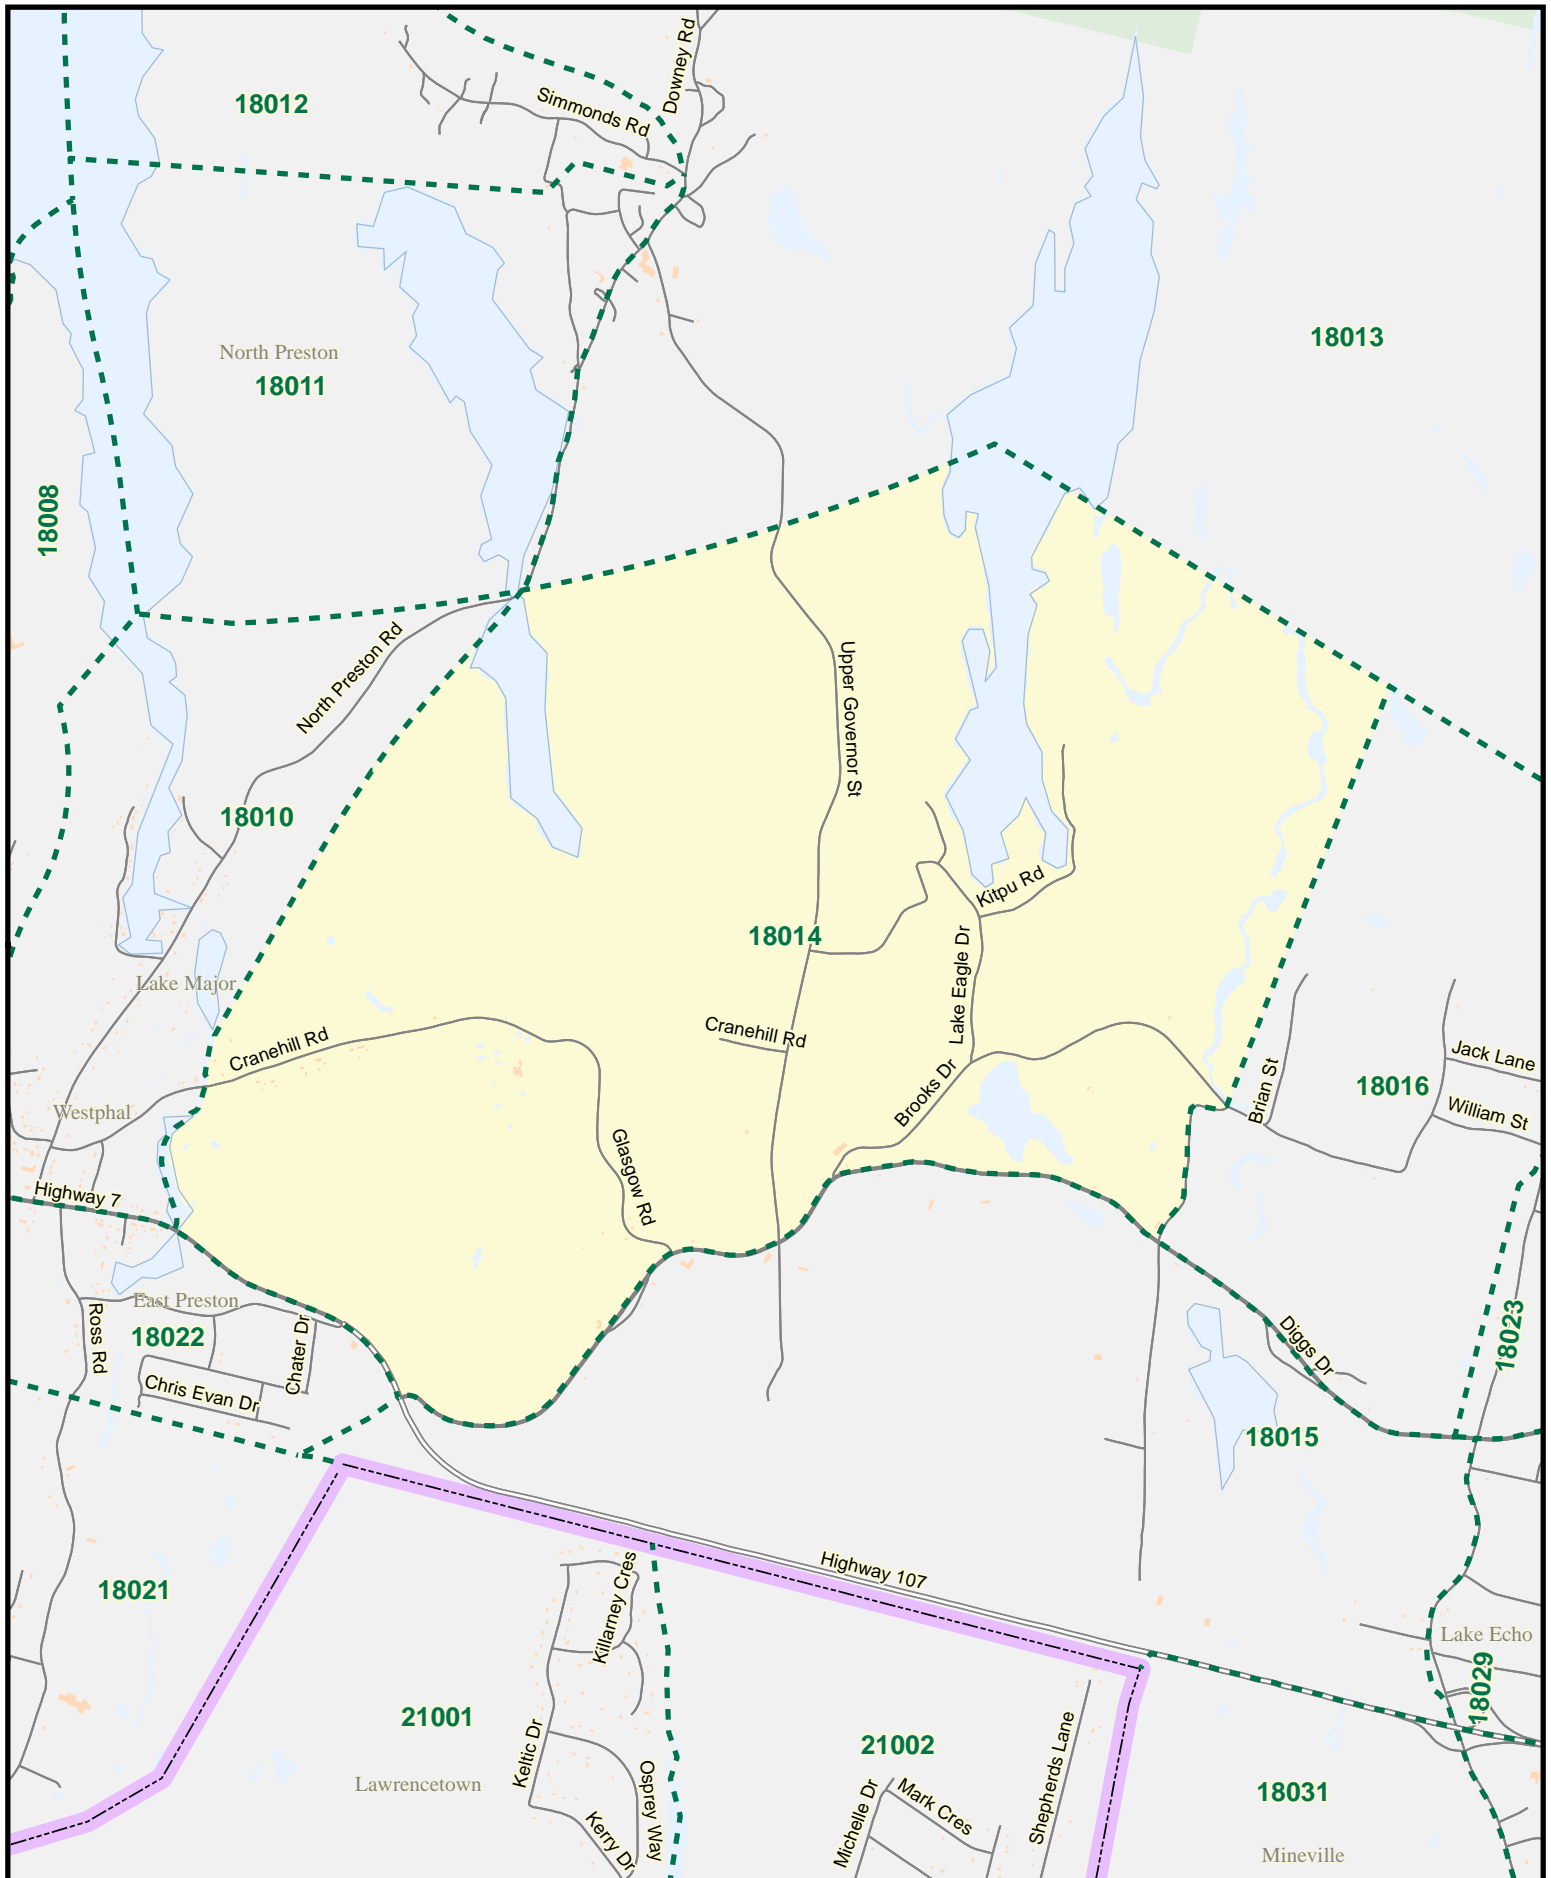 Downey Rd
18012
Simmonds Rd
18013
North Preston
18011
18008
North Preston Rd
Upper Governor St
18010
Kitpu Rd
18014
Lake Eagle Dr
Lake Major
Cranehill Rd
Cranehill Rd
Jack Lane
Brooks Dr
Brian St
18016
William St
Westphal
Glasgow Rd
Highway 7
East Preston
Ross Rd
18022
Chater Dr
Diggs Dr
18023
Chris Evan Dr
18015
Highway 107
18021
Killarney Cres
Lake Echo
18029
21001
Keltic Dr
21002
Shepherds Lane
Lawrencetown
Osprey Way
Michelle Dr
Mark Cres
18031
Kerry Dr
Mineville